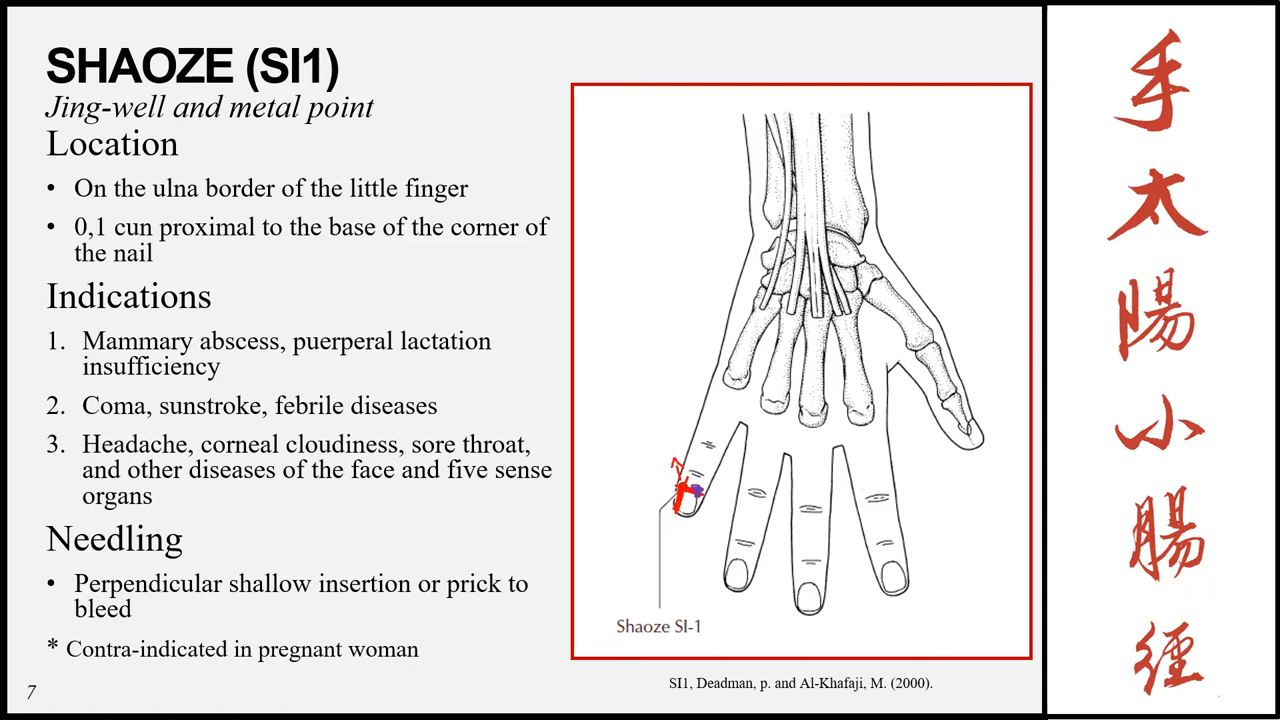 SHAOZE (SI1)
Jing-well and metal point
Location
• On the ulna border of the little finger
• 0,1 cun proximal to the base of the corner of
the nail
Indications
1. Mammary abscess, puerperal lactation
insufficiency
2. Coma, sunstroke, febrile diseases
3. Headache, corneal cloudiness, sore throat,
and other diseases of the face and five sense
organs
Needling
• Perpendicular shallow insertion or prick to
bleed
* Contra-indicated in pregnant woman
7
Shaoze SI-1
SI1, Deadman, p. and Al-Khafaji, M. (2000).
手
太
陽
小
腸
經